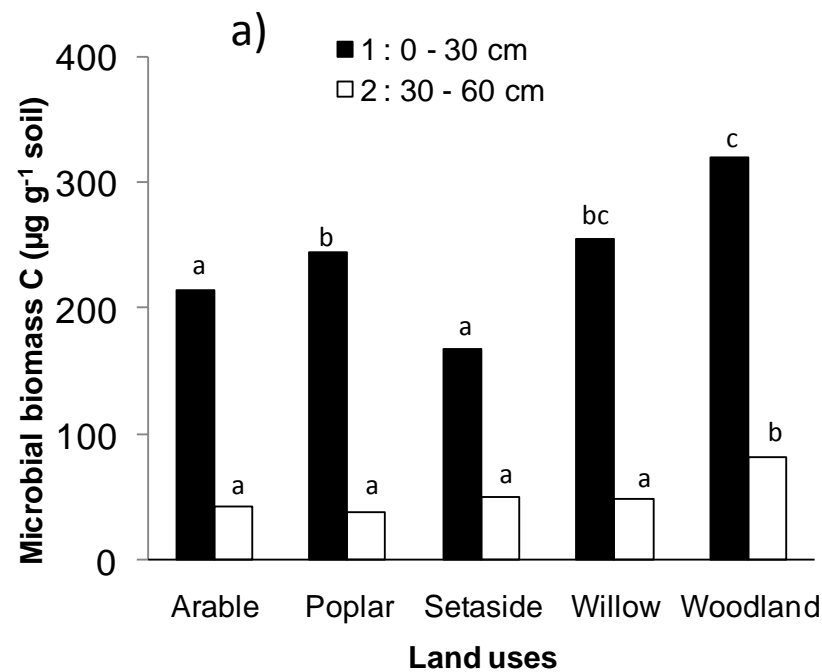 a)
1 : 0 - 30 cm
2 : 30 - 60 cm
Microbial biomass C (µg g⁻¹ soil)
400
300
200
100
0
a
a
b
a
a
a
bc
a
c
b
Arable Poplar Setaside Willow Woodland
Land uses